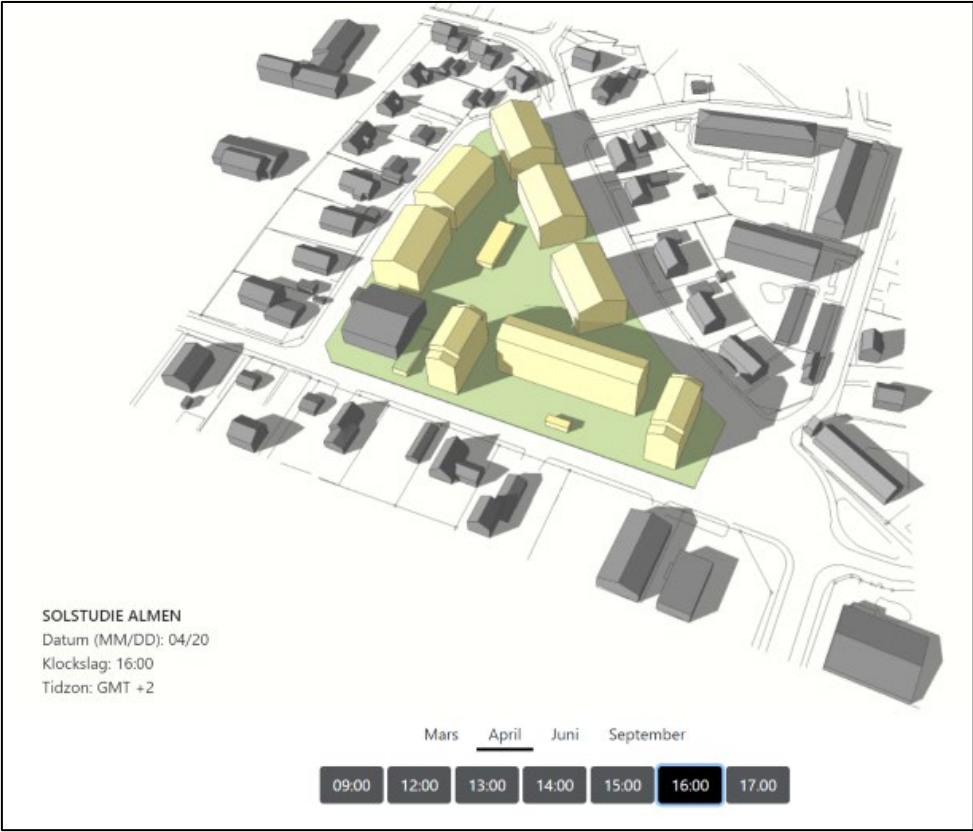 SOLSTUDIE ALMEN
Datum (MM/DD): 04/20
Klockslag: 16:00
Tidzon: GMT +2
Mars April Juni September
09:00 12:00 13:00 14:00 15:00 16:00 17.00